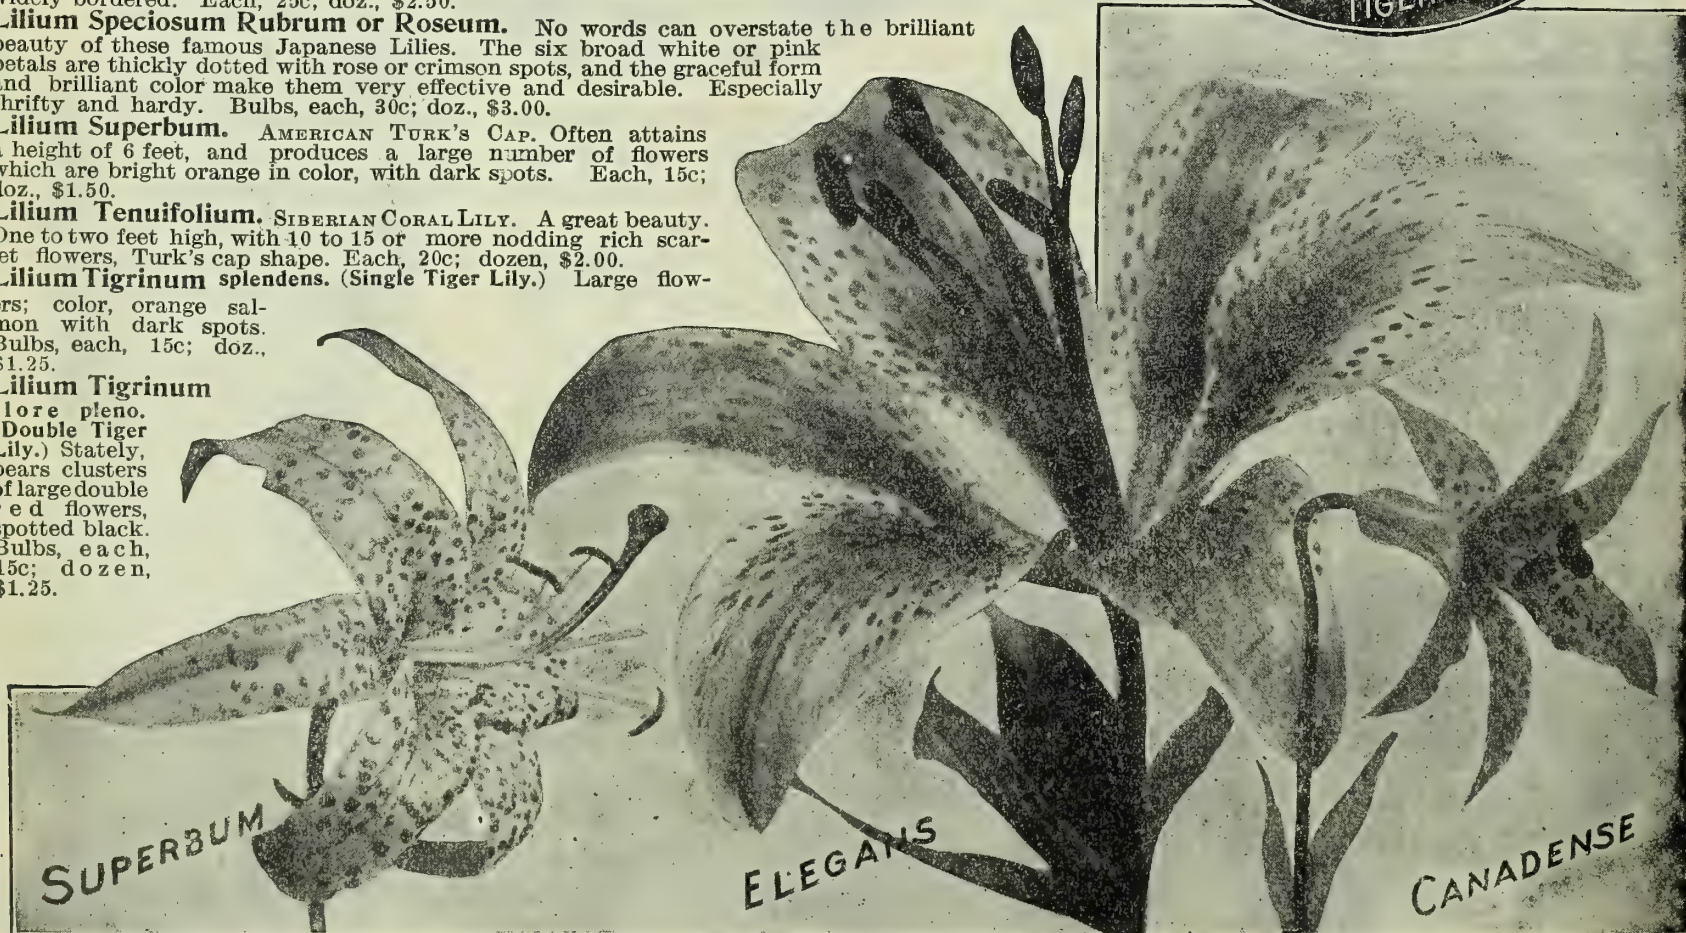 bordered. Each, 25c, doz., $2.50.
Lilium Speciosum Rubrum or Roseum. No words can overstate the brilliant
beauty of these famous Japanese Lilies. The six broad white or pink
petals are thickly dotted with rose or crimson spots, and the graceful form
and brilliant color make them very effective and desirable. Especially
thrifty and hardy. Bulbs, each, 30c; doz., $3.00.
Lilium Superbum. AMERICAN TURK'S CAP. Often attains
a height of 6 feet, and produces a large number of flowers
which are bright orange in color, with dark spots. Each, 15c;
doz., $1.50.
Lilium Tenuifolium. SIBERIAN CORAL LILY. A great beauty.
One to two feet high, with 10 to 15 or more nodding rich scar-
let flowers, Turk's cap shape. Each, 20c; dozen, $2.00.
Lilium Tigrinum splendens. (Single Tiger Lily.) Large flow-
ers; color, orange sal-
mon with dark spots.
Bulbs, each, 15c; doz.,
$1.25.
Lilium Tigrinum
flore pleno.
(Double Tiger
Lily.) Stately,
bears clusters
of large double
red flowers,
spotted black.
Bulbs, each,
15c; dozen,
$1.25.
SUPERBUM
ELEGANS
CANADENSE